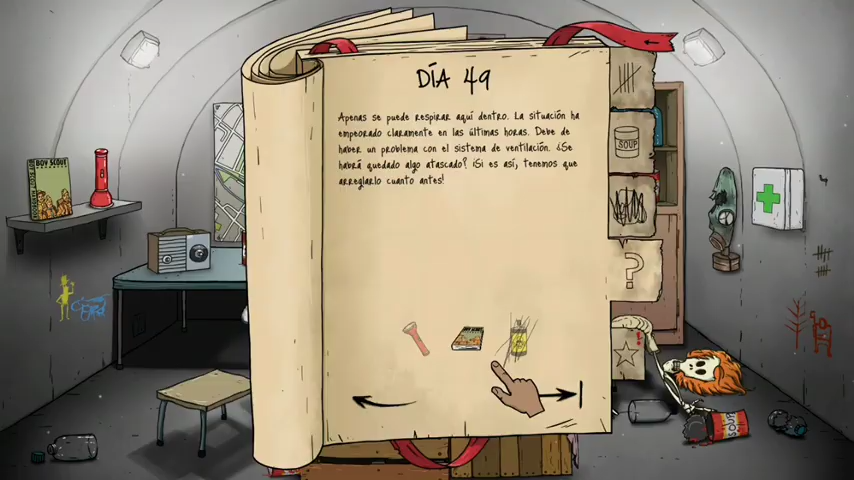 DÍA 49
Apenas se puede respirar aquí dentro. La situación ha
empeorado claramente en las últimas horas. Debe de
haber un problema con el sistema de ventilación. ¿Se
habrá quedado algo atascado? ¡Si es así, tenemos que
arreglarlo cuanto antes!
SOUP
BOY SCOUT
SOUP